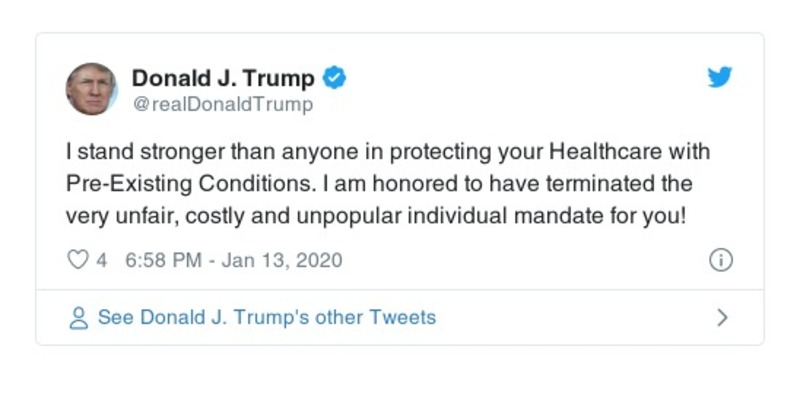 Donald J. Trump
@realDonaldTrump
I stand stronger than anyone in protecting your Healthcare with
Pre-Existing Conditions. I am honored to have terminated the
very unfair, costly and unpopular individual mandate for you!
4 6:58 PM - Jan 13, 2020
See Donald J. Trump's other Tweets